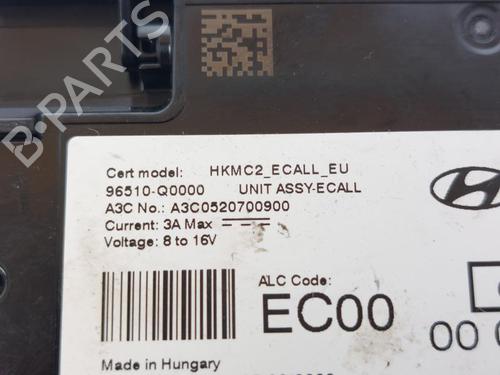 Cert model: HKMC2_ECALL_EU
96510-Q0000 UNIT ASSY-ECALL
A3C No.: A3C0520700900
Current: 3A Max
Voltage: 8 to 16V
ALC Code:
EC00
00
Made in Hungary
B-PARTS